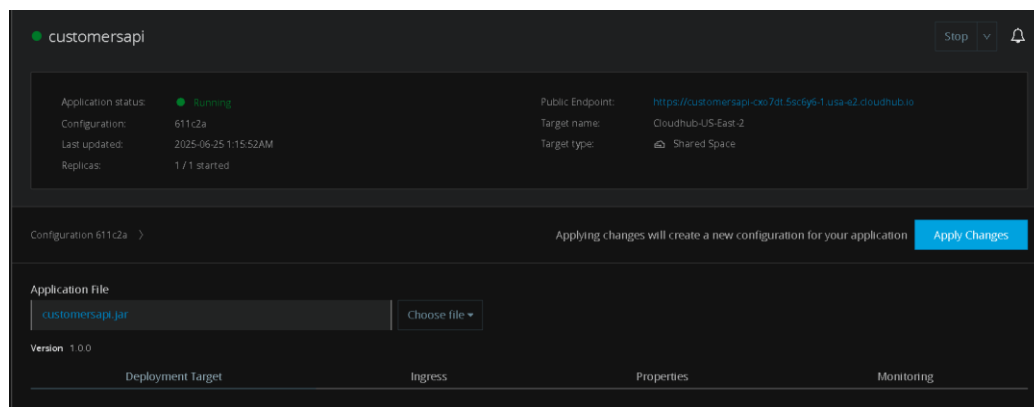 customersapi
Stop
Application status: Running
Public Endpoint: https://customersapi-cxo7dt.5sc6y6-1.usa-e2.cloudhub.io
Configuration: 611c2a
Target name: Cloudhub-US-East-2
Last updated: 2025-06-25 1:15:52AM
Target type: Shared Space
Replicas: 1 / 1 started
Configuration 611c2a
Applying changes will create a new configuration for your application
Apply Changes
Application File
customersapi.jar
Choose file
Version 1.0.0
Deployment Target Ingress Properties Monitoring